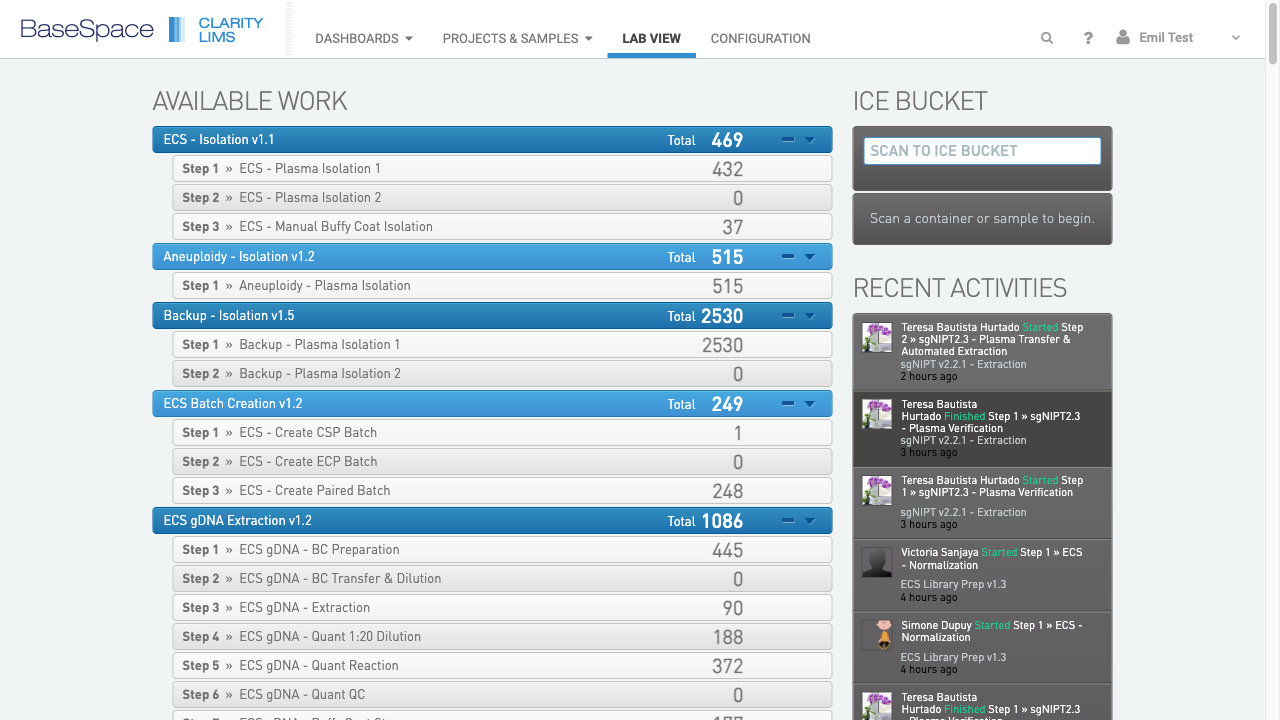 BaseSpace CLARITY LIMS
DASHBOARDS PROJECTS & SAMPLES LAB VIEW CONFIGURATION ? Emil Test
AVAILABLE WORK
ECS - Isolation v1.1 Total 469
Step 1 » ECS - Plasma Isolation 1 432
Step 2 » ECS - Plasma Isolation 2 0
Step 3 » ECS - Manual Buffy Coat Isolation 37
Aneuploidy - Isolation v1.2 Total 515
Step 1 » Aneuploidy - Plasma Isolation 515
Backup - Isolation v1.5 Total 2530
Step 1 » Backup - Plasma Isolation 1 2530
Step 2 » Backup - Plasma Isolation 2 0
ECS Batch Creation v1.2 Total 249
Step 1 » ECS - Create CSP Batch 1
Step 2 » ECS - Create ECP Batch 0
Step 3 » ECS - Create Paired Batch 248
ECS gDNA Extraction v1.2 Total 1086
Step 1 » ECS gDNA - BC Preparation 445
Step 2 » ECS gDNA - BC Transfer & Dilution 0
Step 3 » ECS gDNA - Extraction 90
Step 4 » ECS gDNA - Quant 1:20 Dilution 188
Step 5 » ECS gDNA - Quant Reaction 372
Step 6 » ECS gDNA - Quant QC 0
ICE BUCKET
SCAN TO ICE BUCKET
Scan a container or sample to begin.
RECENT ACTIVITIES
Teresa Bautista Hurtado Started Step
2 » sgNIPT2.3 - Plasma Transfer &
Automated Extraction
sgNIPT v2.2.1 - Extraction
2 hours ago
Teresa Bautista
Hurtado Finished Step 1 » sgNIPT2.3
- Plasma Verification
sgNIPT v2.2.1 - Extraction
3 hours ago
Teresa Bautista Hurtado Started Step
1 » sgNIPT2.3 - Plasma Verification
sgNIPT v2.2.1 - Extraction
3 hours ago
Victoria Sanjaya Started Step 1 » ECS
- Normalization
ECS Library Prep v1.3
4 hours ago
Simone Dupuy Started Step 1 » ECS -
Normalization
ECS Library Prep v1.3
4 hours ago
Teresa Bautista
Hurtado Finished Step 1 » sgNIPT2.3